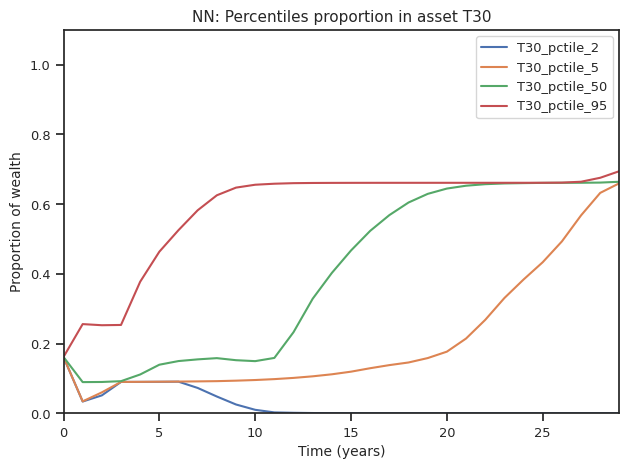 NN: Percentiles proportion in asset T30
T30_pctile_2
T30_pctile_5
T30_pctile_50
T30_pctile_95
Proportion of wealth
1.0
0.8
0.6
0.4
0.2
0.0
0 5 10 15 20 25
Time (years)